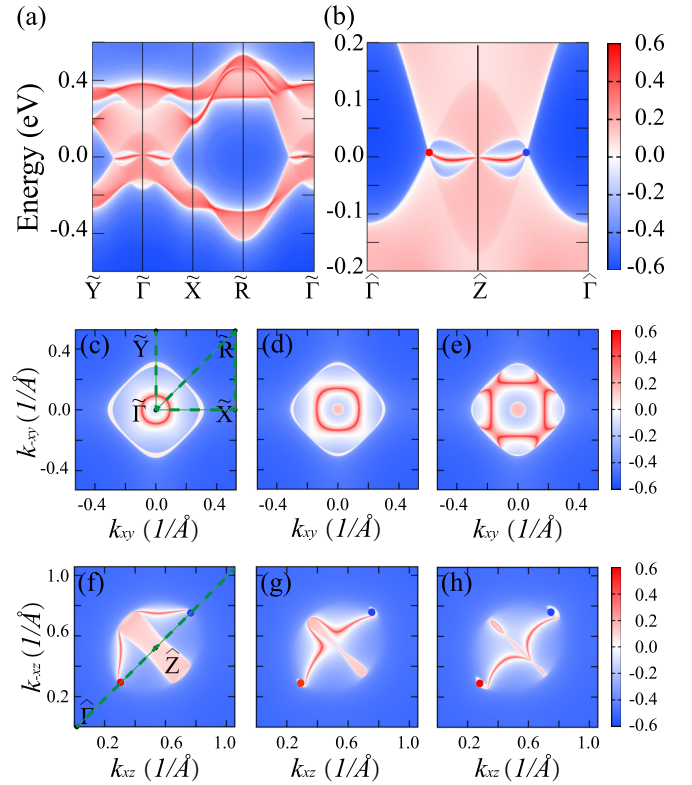 (a)
(b)
Energy (eV)
0.4
0.0
-0.4
Ỹ Γ̃ X̃ R̃ Γ̃
0.2
0.1
0.0
-0.1
-0.2
Γ̂ Ẑ Γ̂
0.6
0.4
0.2
0.0
-0.2
-0.4
-0.6
(c) Ỹ R̃
Γ̃ X̃
(d)
(e)
k-xy (1/Å)
0.4
0.0
-0.4
-0.4 0.0 0.4
-0.4 0.0 0.4
-0.4 0.0 0.4
kxy (1/Å)
kxy (1/Å)
kxy (1/Å)
0.6
0.4
0.2
0.0
-0.2
-0.4
-0.6
(f)
Ẑ
Γ̂
(g)
(h)
k-xz (1/Å)
1.0
0.6
0.2
0.2 0.6 1.0
0.2 0.6 1.0
0.2 0.6 1.0
kxz (1/Å)
kxz (1/Å)
kxz (1/Å)
0.6
0.4
0.2
0.0
-0.2
-0.4
-0.6